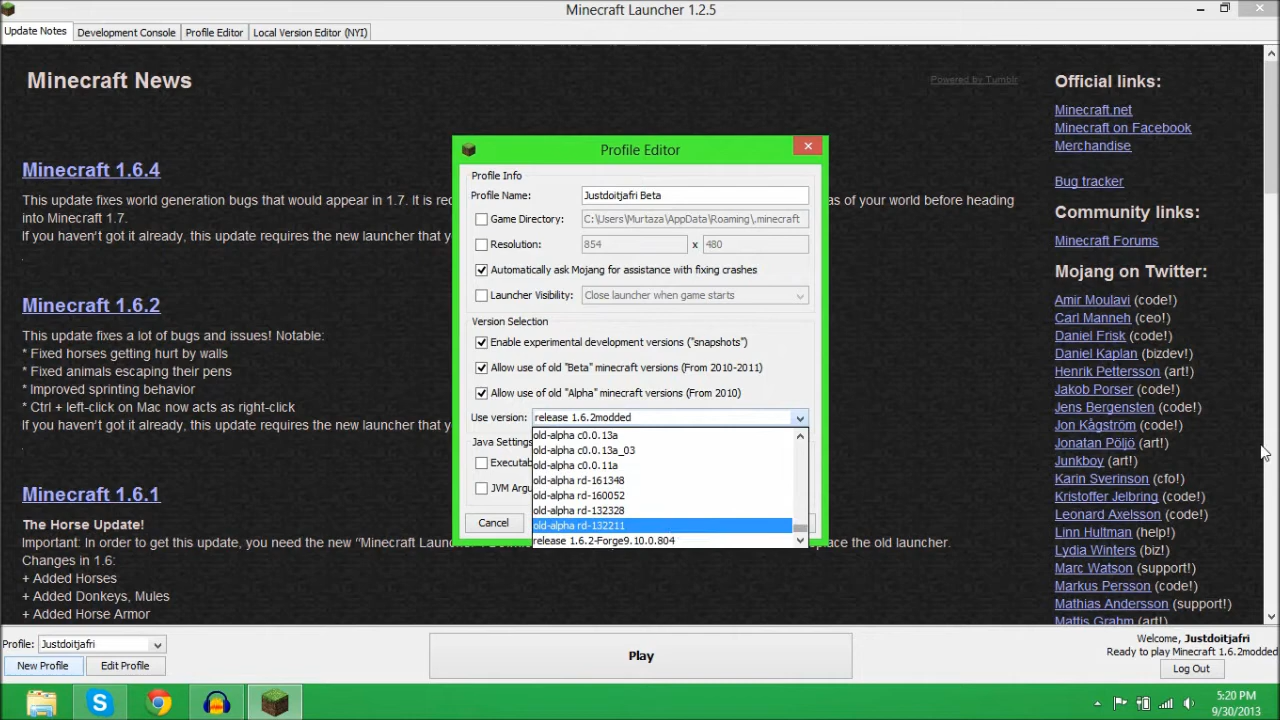 Minecraft Launcher 1.2.5
Update Notes
Development Console
Profile Editor
Local Version Editor (NYI)
Minecraft News
Powered by Tumblr
Minecraft 1.6.4
This update fixes world generation bugs that would appear in 1.7. It is rec
as of your world before heading
into Minecraft 1.7.
If you haven't got it already, this update requires the new launcher that y
Minecraft 1.6.2
This update fixes a lot of bugs and issues! Notable:
* Fixed horses getting hurt by walls
* Fixed animals escaping their pens
* Improved sprinting behavior
* Ctrl + left-click on Mac now acts as right-click
If you haven't got it already, this update requires the new launcher that y
Minecraft 1.6.1
The Horse Update!
Important: In order to get this update, you need the new "Minecraft Launc
place the old launcher.
Changes in 1.6:
+ Added Horses
+ Added Donkeys, Mules
+ Added Horse Armor
Profile Editor
Profile Info
Profile Name:
Justdoitjafri Beta
Game Directory:
C:\Users\Murtaza\AppData\Roaming\.minecraft
Resolution:
854
x
480
Automatically ask Mojang for assistance with fixing crashes
Launcher Visibility:
Close launcher when game starts
Version Selection
Enable experimental development versions ("snapshots")
Allow use of old "Beta" minecraft versions (From 2010-2011)
Allow use of old "Alpha" minecraft versions (From 2010)
Use version:
release 1.6.2modded
old-alpha c0.0.13a
old-alpha c0.0.13a_03
old-alpha c0.0.11a
old-alpha rd-161348
old-alpha rd-160052
old-alpha rd-132328
old-alpha rd-132211
release 1.6.2-Forge9.10.0.804
Java Settings
Executab
JVM Argu
Cancel
Official links:
Minecraft.net
Minecraft on Facebook
Merchandise
Bug tracker
Community links:
Minecraft Forums
Mojang on Twitter:
Amir Moulavi (code!)
Carl Manneh (ceo!)
Daniel Frisk (code!)
Daniel Kaplan (bizdev!)
Henrik Pettersson (art!)
Jakob Porser (code!)
Jens Bergensten (code!)
Jon Kågström (code!)
Jonatan Pöljö (art!)
Junkboy (art!)
Karin Severinson (cfo!)
Kristoffer Jelbring (code!)
Leonard Axelsson (code!)
Linn Hultman (help!)
Lydia Winters (biz!)
Marc Watson (support!)
Markus Persson (code!)
Mathias Andersson (support!)
Mattis Grahm (art!)
Profile:
Justdoitjafri
New Profile
Edit Profile
Play
Welcome, Justdoitjafri
Ready to play Minecraft 1.6.2modded
Log Out
5:20 PM
9/30/2013